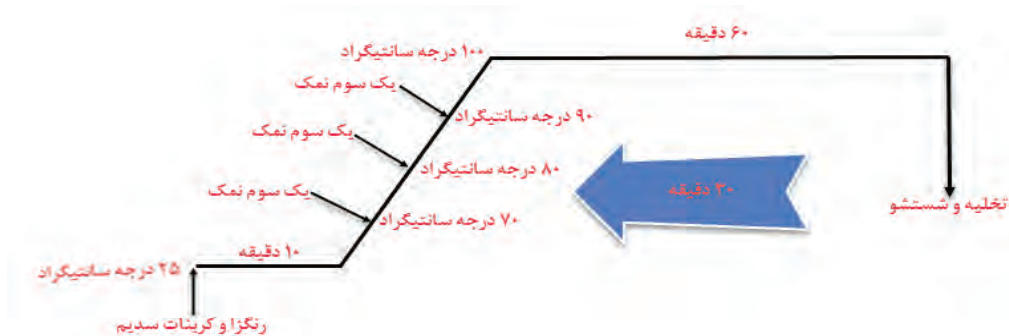 ۶۰ دقیقه
۱۰۰ درجه سانتیگراد
یک سوم نمک
۹۰ درجه سانتیگراد
یک سوم نمک
۸۰ درجه سانتیگراد
۳۰ دقیقه
یک سوم نمک
۷۰ درجه سانتیگراد
تخلیه و شستشو
۱۰ دقیقه
۲۵ درجه سانتیگراد
رنگزا و کربنات سدیم